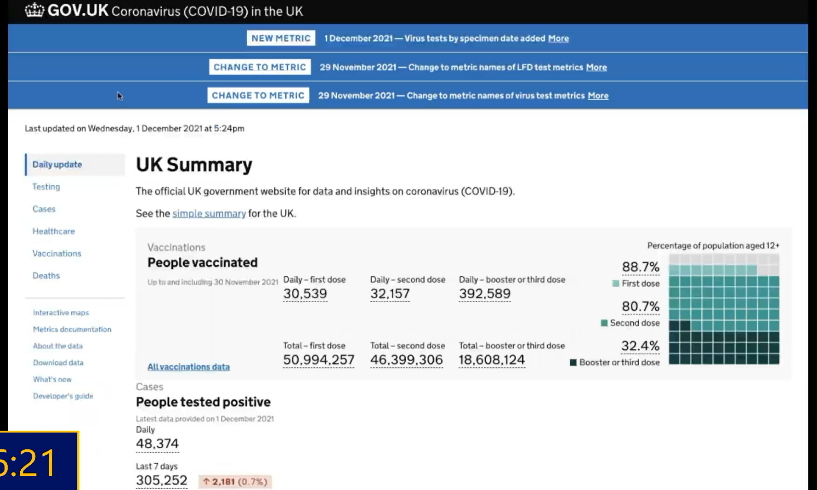 GOV.UK Coronavirus (COVID-19) in the UK
NEW METRIC 1 December 2021 — Virus tests by specimen date added More
CHANGE TO METRIC 29 November 2021 — Change to metric names of LFD test metrics More
CHANGE TO METRIC 29 November 2021 — Change to metric names of virus test metrics More
Last updated on Wednesday, 1 December 2021 at 5:24pm
Daily update
Testing
Cases
Healthcare
Vaccinations
Deaths
Interactive maps
Metrics documentation
About the data
Download data
What's new
Developer's guide
UK Summary
The official UK government website for data and insights on coronavirus (COVID-19).
See the simple summary for the UK.
Vaccinations
People vaccinated
Up to and including 30 November 2021
Daily – first dose
30,539
Daily – second dose
32,157
Daily – booster or third dose
392,589
Total – first dose
50,994,257
Total – second dose
46,399,306
Total – booster or third dose
18,608,124
All vaccinations data
Percentage of population aged 12+
88.7%
First dose
80.7%
Second dose
32.4%
Booster or third dose
Cases
People tested positive
Latest data provided on 1 December 2021
Daily
48,374
Last 7 days
305,252 ↑ 2,181 (0.7%)
:21